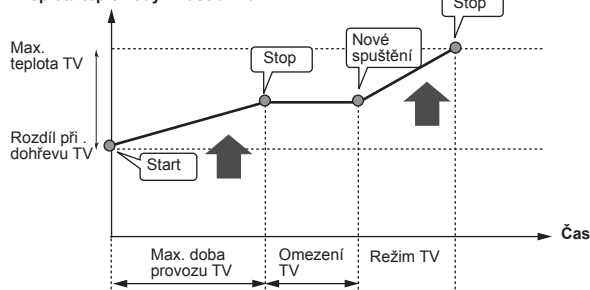 Stop
Max.
teplota TV
Stop
Nové
spuštění
Rozdíl při
dohřevu TV
Start
Čas
Max. doba
provozu TV
Omezení
TV
Režim TV